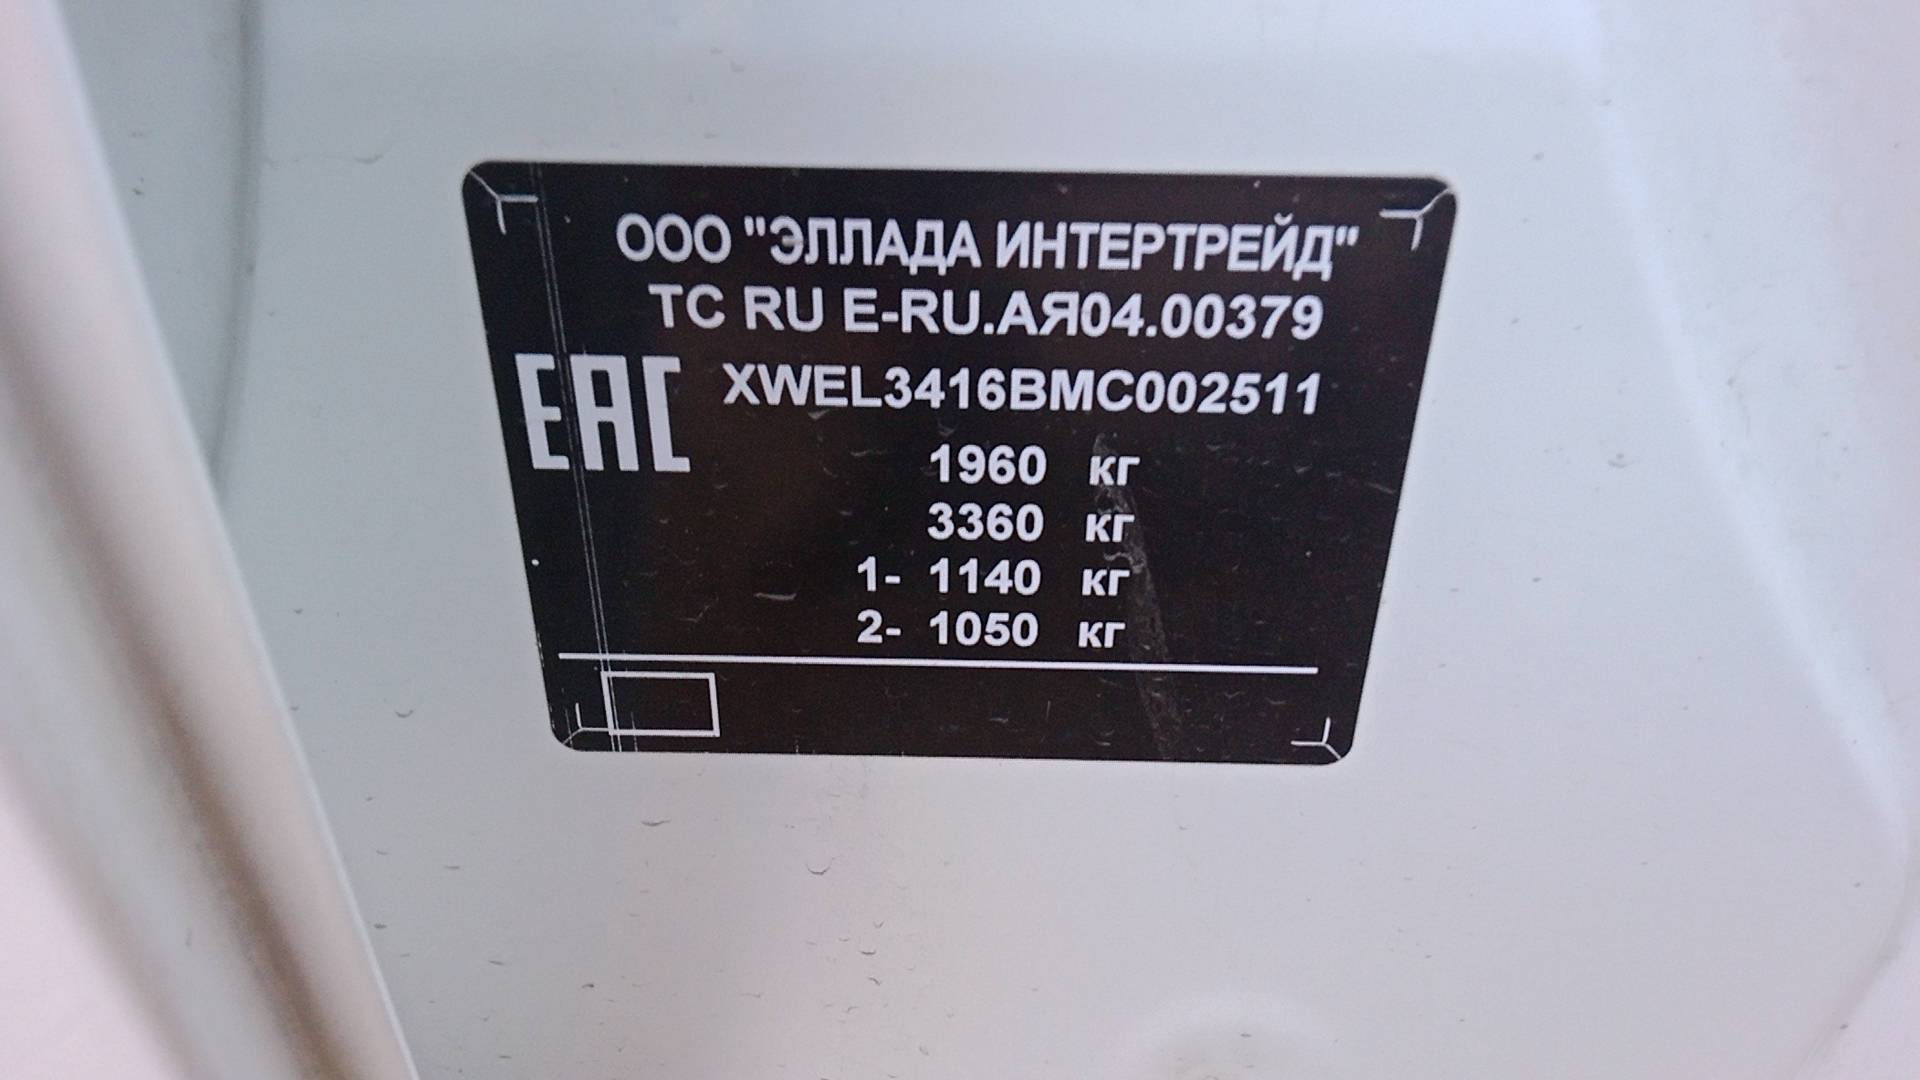 ООО "ЭЛЛАДА ИНТЕРТРЕЙД"
ТС RU Е-RU.АЯ04.00379
EAC
XWEL3416BMC002511
1960 кг
3360 кг
1- 1140 кг
2- 1050 кг